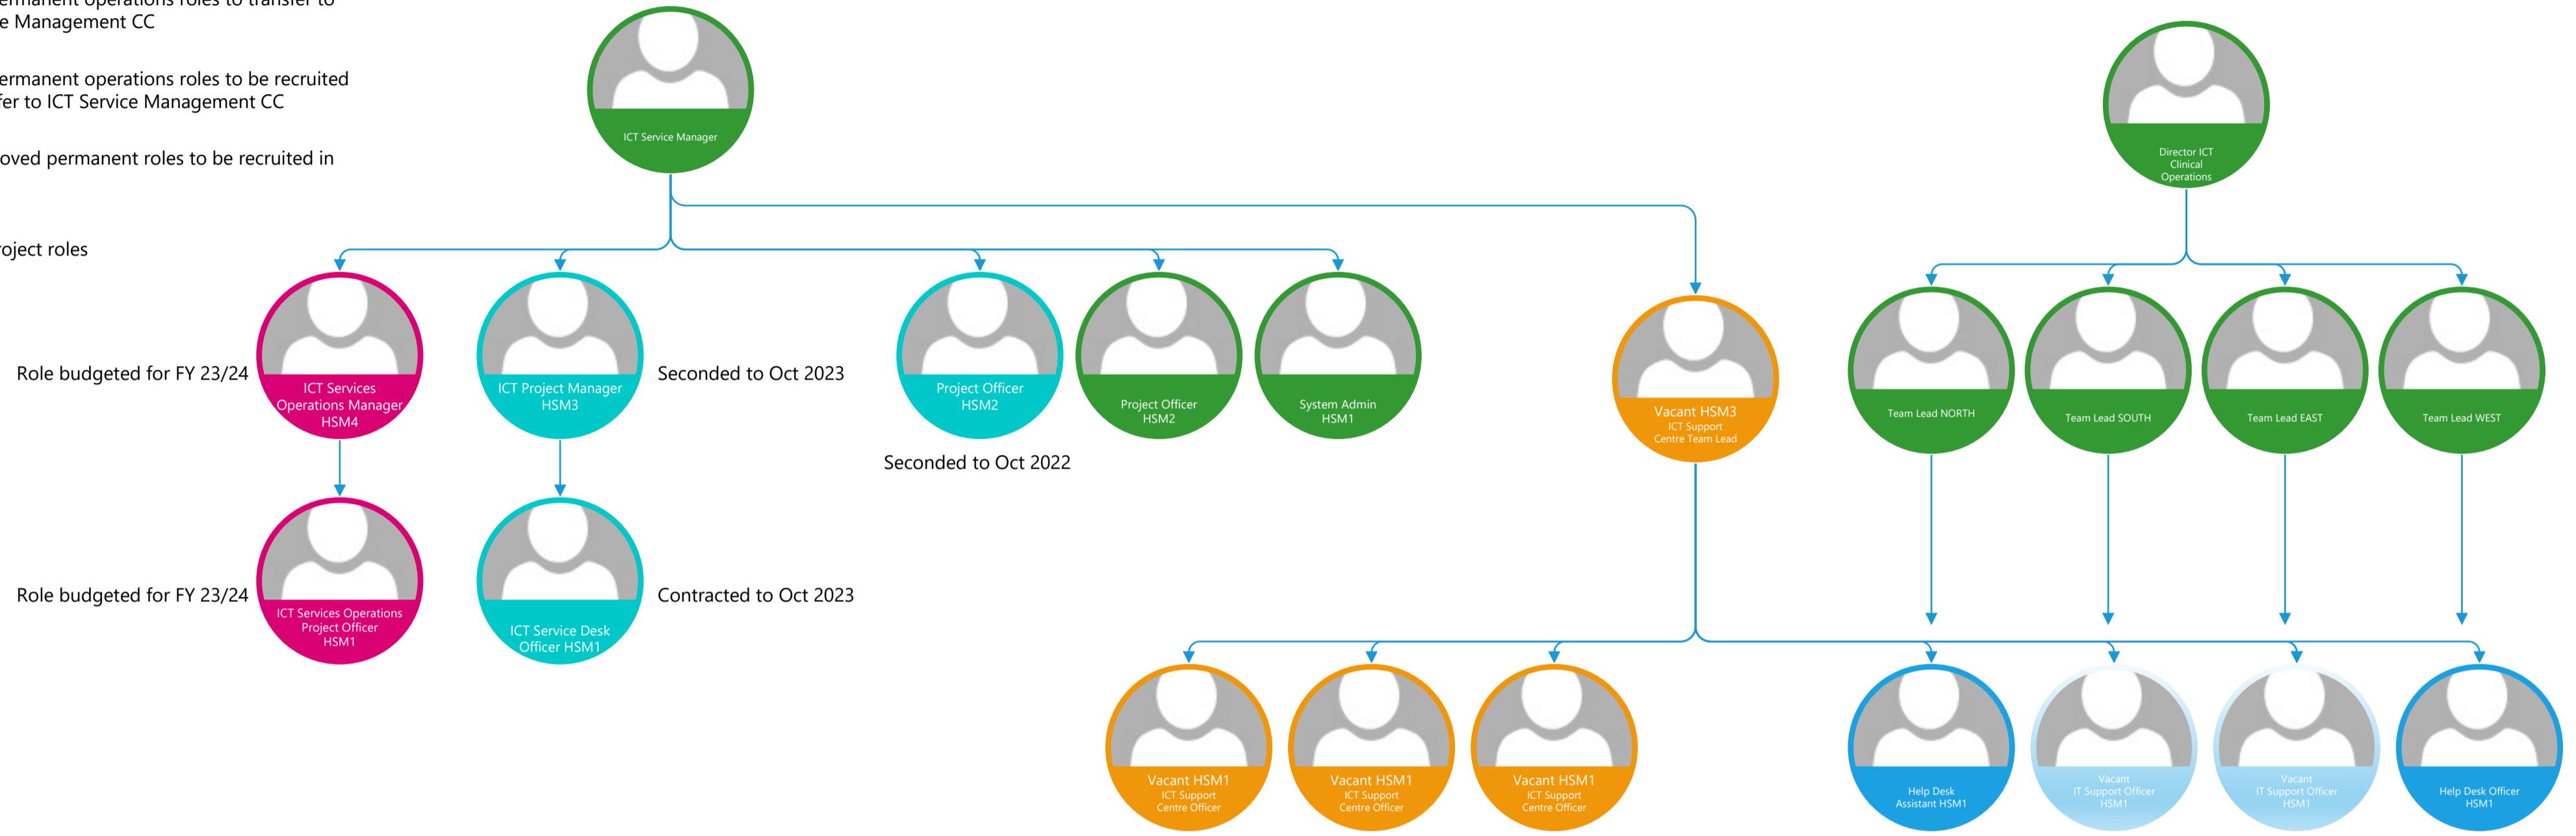 e Management CC
ermanent operations roles to be recruited
fer to ICT Service Management CC
oved permanent roles to be recruited in
roject roles
ICT Service Manager
Director ICT
Clinical
Operations
Role budgeted for FY 23/24
ICT Services
Operations Manager
HSM4
ICT Project Manager
HSM3
Seconded to Oct 2023
Project Officer
HSM2
Seconded to Oct 2022
Project Officer
HSM2
System Admin
HSM1
Vacant HSM3
ICT Support
Centre Team Lead
Team Lead NORTH
Team Lead SOUTH
Team Lead EAST
Team Lead WEST
Role budgeted for FY 23/24
ICT Services Operations
Project Officer
HSM1
ICT Service Desk
Officer HSM1
Contracted to Oct 2023
Vacant HSM1
ICT Support
Centre Officer
Vacant HSM1
ICT Support
Centre Officer
Vacant HSM1
ICT Support
Centre Officer
Help Desk
Assistant HSM1
Vacant
IT Support Officer
HSM1
Vacant
IT Support Officer
HSM1
Help Desk Officer
HSM1